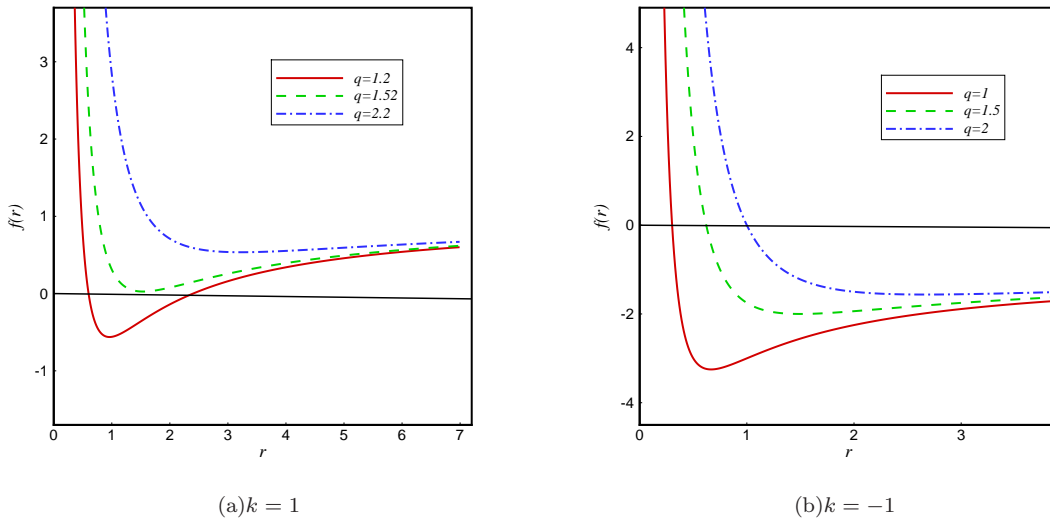 f(r)
3
2
1
0
-1
q=1.2
q=1.52
q=2.2
0 1 2 3 4 5 6 7
r
(a)k = 1
f(r)
4
2
0
-2
-4
q=1
q=1.5
q=2
0 1 2 3
r
(b)k = −1